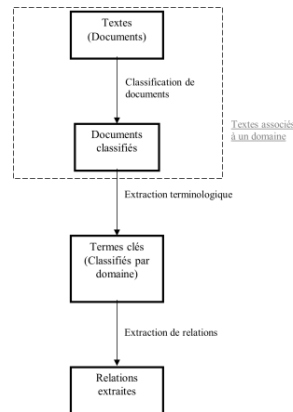 Textes
(Documents)
Classification de
documents
Textes associés
à un domaine
Documents
classifiés
Extraction terminologique
Termes clés
(Classifiés par
domaine)
Extraction de relations
Relations
extraites